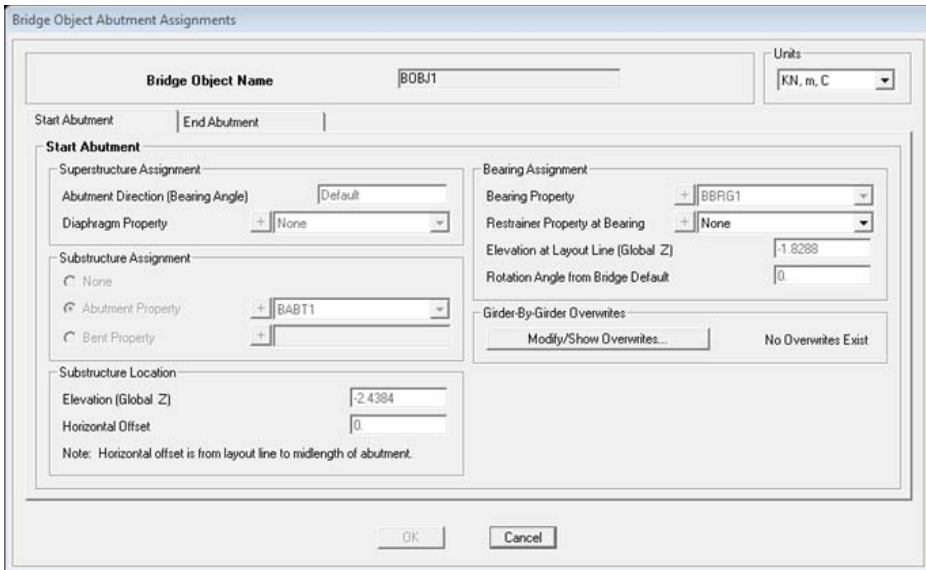 Bridge Object Abutment Assignments
Bridge Object Name
BOBJ1
Units
KN, m, C
Start Abutment
End Abutment
Start Abutment
Superstructure Assignment
Abutment Direction (Bearing Angle)
Default
Diaphragm Property
+
None
Substructure Assignment
None
Abutment Property
+
BABT1
Bent Property
+
Substructure Location
Elevation (Global Z)
-2.4384
Horizontal Offset
0.
Note: Horizontal offset is from layout line to midlength of abutment.
Bearing Assignment
Bearing Property
+
BBRG1
Restrainer Property at Bearing
+
None
Elevation at Layout Line (Global Z)
-1.8288
Rotation Angle from Bridge Default
0.
Girder-By-Girder Overwrites
Modify/Show Overwrites...
No Overwrites Exist
OK
Cancel